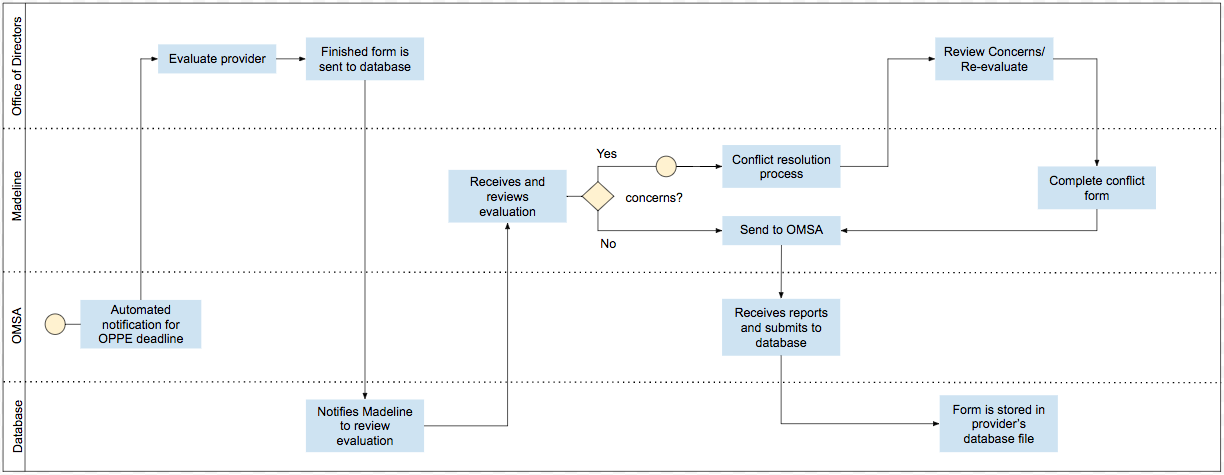 Office of Directors
Evaluate provider
Finished form is
sent to database
Review Concerns/
Re-evaluate
Madeline
Receives and
reviews
evaluation
Yes
concerns?
No
Conflict resolution
process
Send to OMSA
Complete conflict
form
OMSA
Automated
notification for
OPPE deadline
Receives reports
and submits to
database
Database
Notifies Madeline
to review
evaluation
Form is stored in
provider's
database file